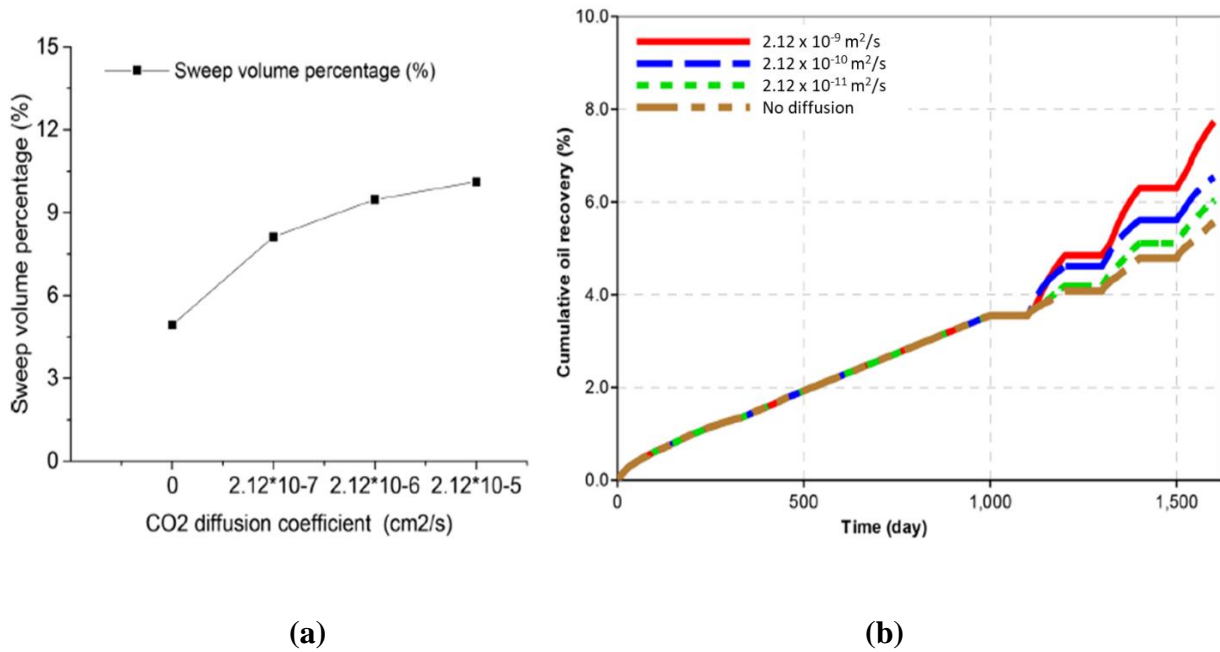 15
12
9
6
3
0
Sweep volume percentage (%)
Sweep volume percentage (%)
0 2.12*10-7 2.12*10-6 2.12*10-5
CO2 diffusion coefficient (cm2/s)
(a)
10.0
8.0
6.0
4.0
2.0
0.0
Cumulative oil recovery (%)
2.12 x 10⁻⁹ m²/s
2.12 x 10⁻¹⁰ m²/s
2.12 x 10⁻¹¹ m²/s
No diffusion
0 500 1,000 1,500
Time (day)
(b)